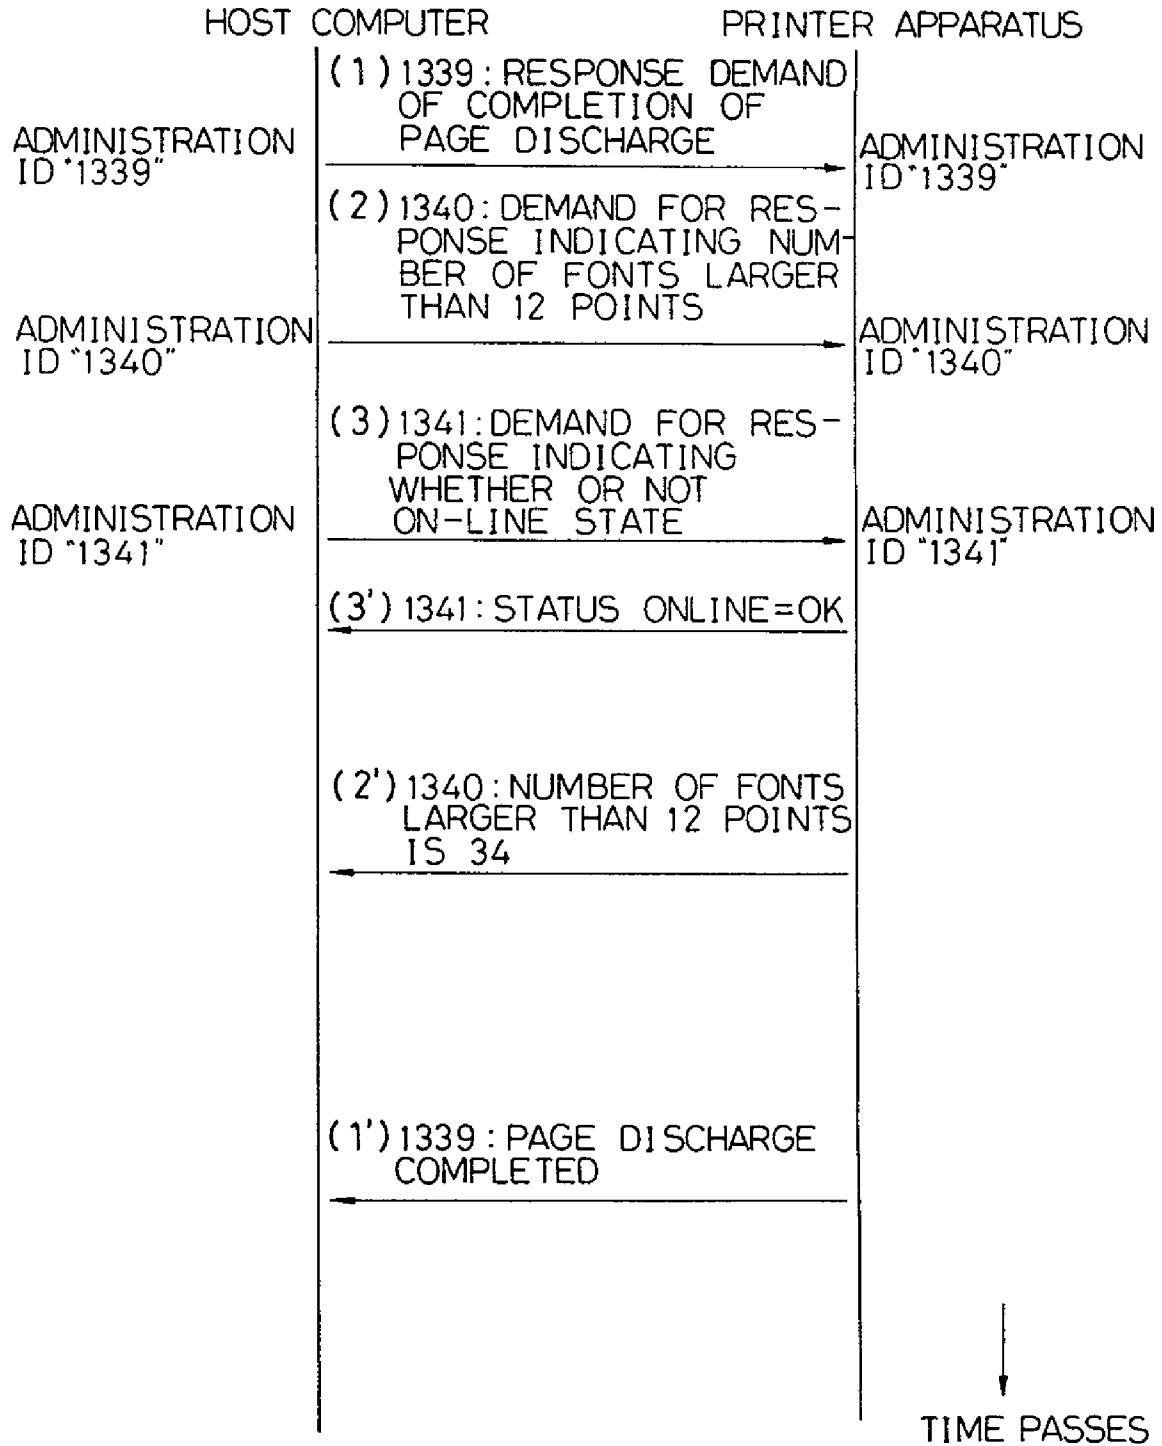 HOST COMPUTER
PRINTER APPARATUS
(1) 1339 : RESPONSE DEMAND
OF COMPLETION OF
PAGE DISCHARGE
ADMINISTRATION
ID "1339"
ADMINISTRATION
ID "1339"
(2) 1340 : DEMAND FOR RES-
PONSE INDICATING NUM-
BER OF FONTS LARGER
THAN 12 POINTS
ADMINISTRATION
ID "1340"
ADMINISTRATION
ID "1340"
(3) 1341 : DEMAND FOR RES-
PONSE INDICATING
WHETHER OR NOT
ON-LINE STATE
ADMINISTRATION
ID "1341"
ADMINISTRATION
ID "1341"
(3') 1341 : STATUS ONLINE=OK
(2') 1340 : NUMBER OF FONTS
LARGER THAN 12 POINTS
IS 34
(1') 1339 : PAGE DISCHARGE
COMPLETED
TIME PASSES